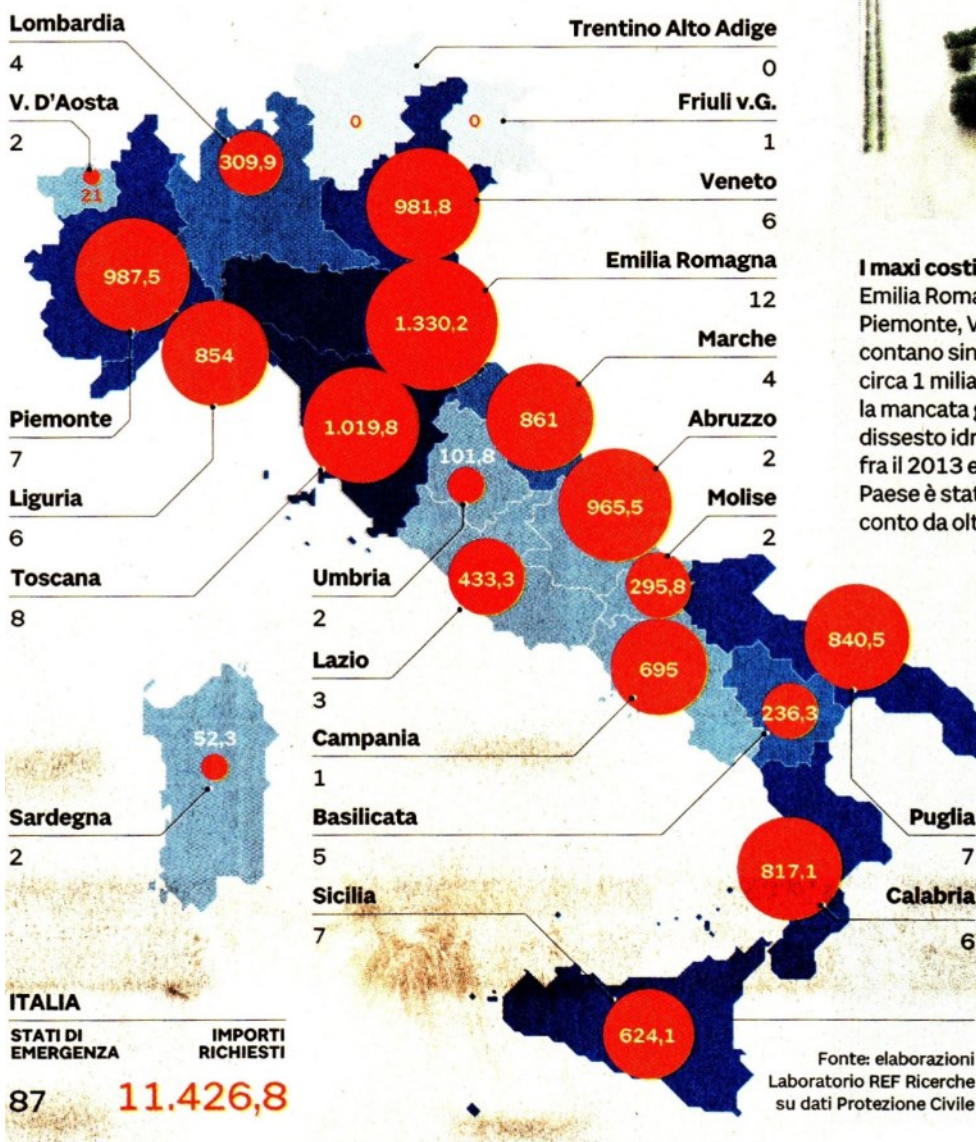 Lombardia
4
V. D'Aosta
2
Trentino Alto Adige
0
Friuli v.G.
1
Veneto
6
Emilia Romagna
12
Marche
4
Abruzzo
2
Molise
2
0
0
309,9
21
981,8
987,5
1.330,2
854
1.019,8
861
101,8
965,5
433,3
295,8
695
840,5
236,3
52,3
817,1
624,1
Piemonte
7
Liguria
6
Toscana
8
Umbria
2
Lazio
3
Campania
1
Sardegna
2
Basilicata
5
Puglia
7
Sicilia
7
Calabria
6
I maxi costi
Emilia Roma
Piemonte, V
contano sin
circa 1 milia
la mancata g
dissesto idr
fra il 2013 e
Paese è stat
conto da olt
ITALIA
STATI DI
EMERGENZA
IMPORTI
RICHIESTI
87
11.426,8
Fonte: elaborazioni
Laboratorio REF Ricerche
su dati Protezione Civile